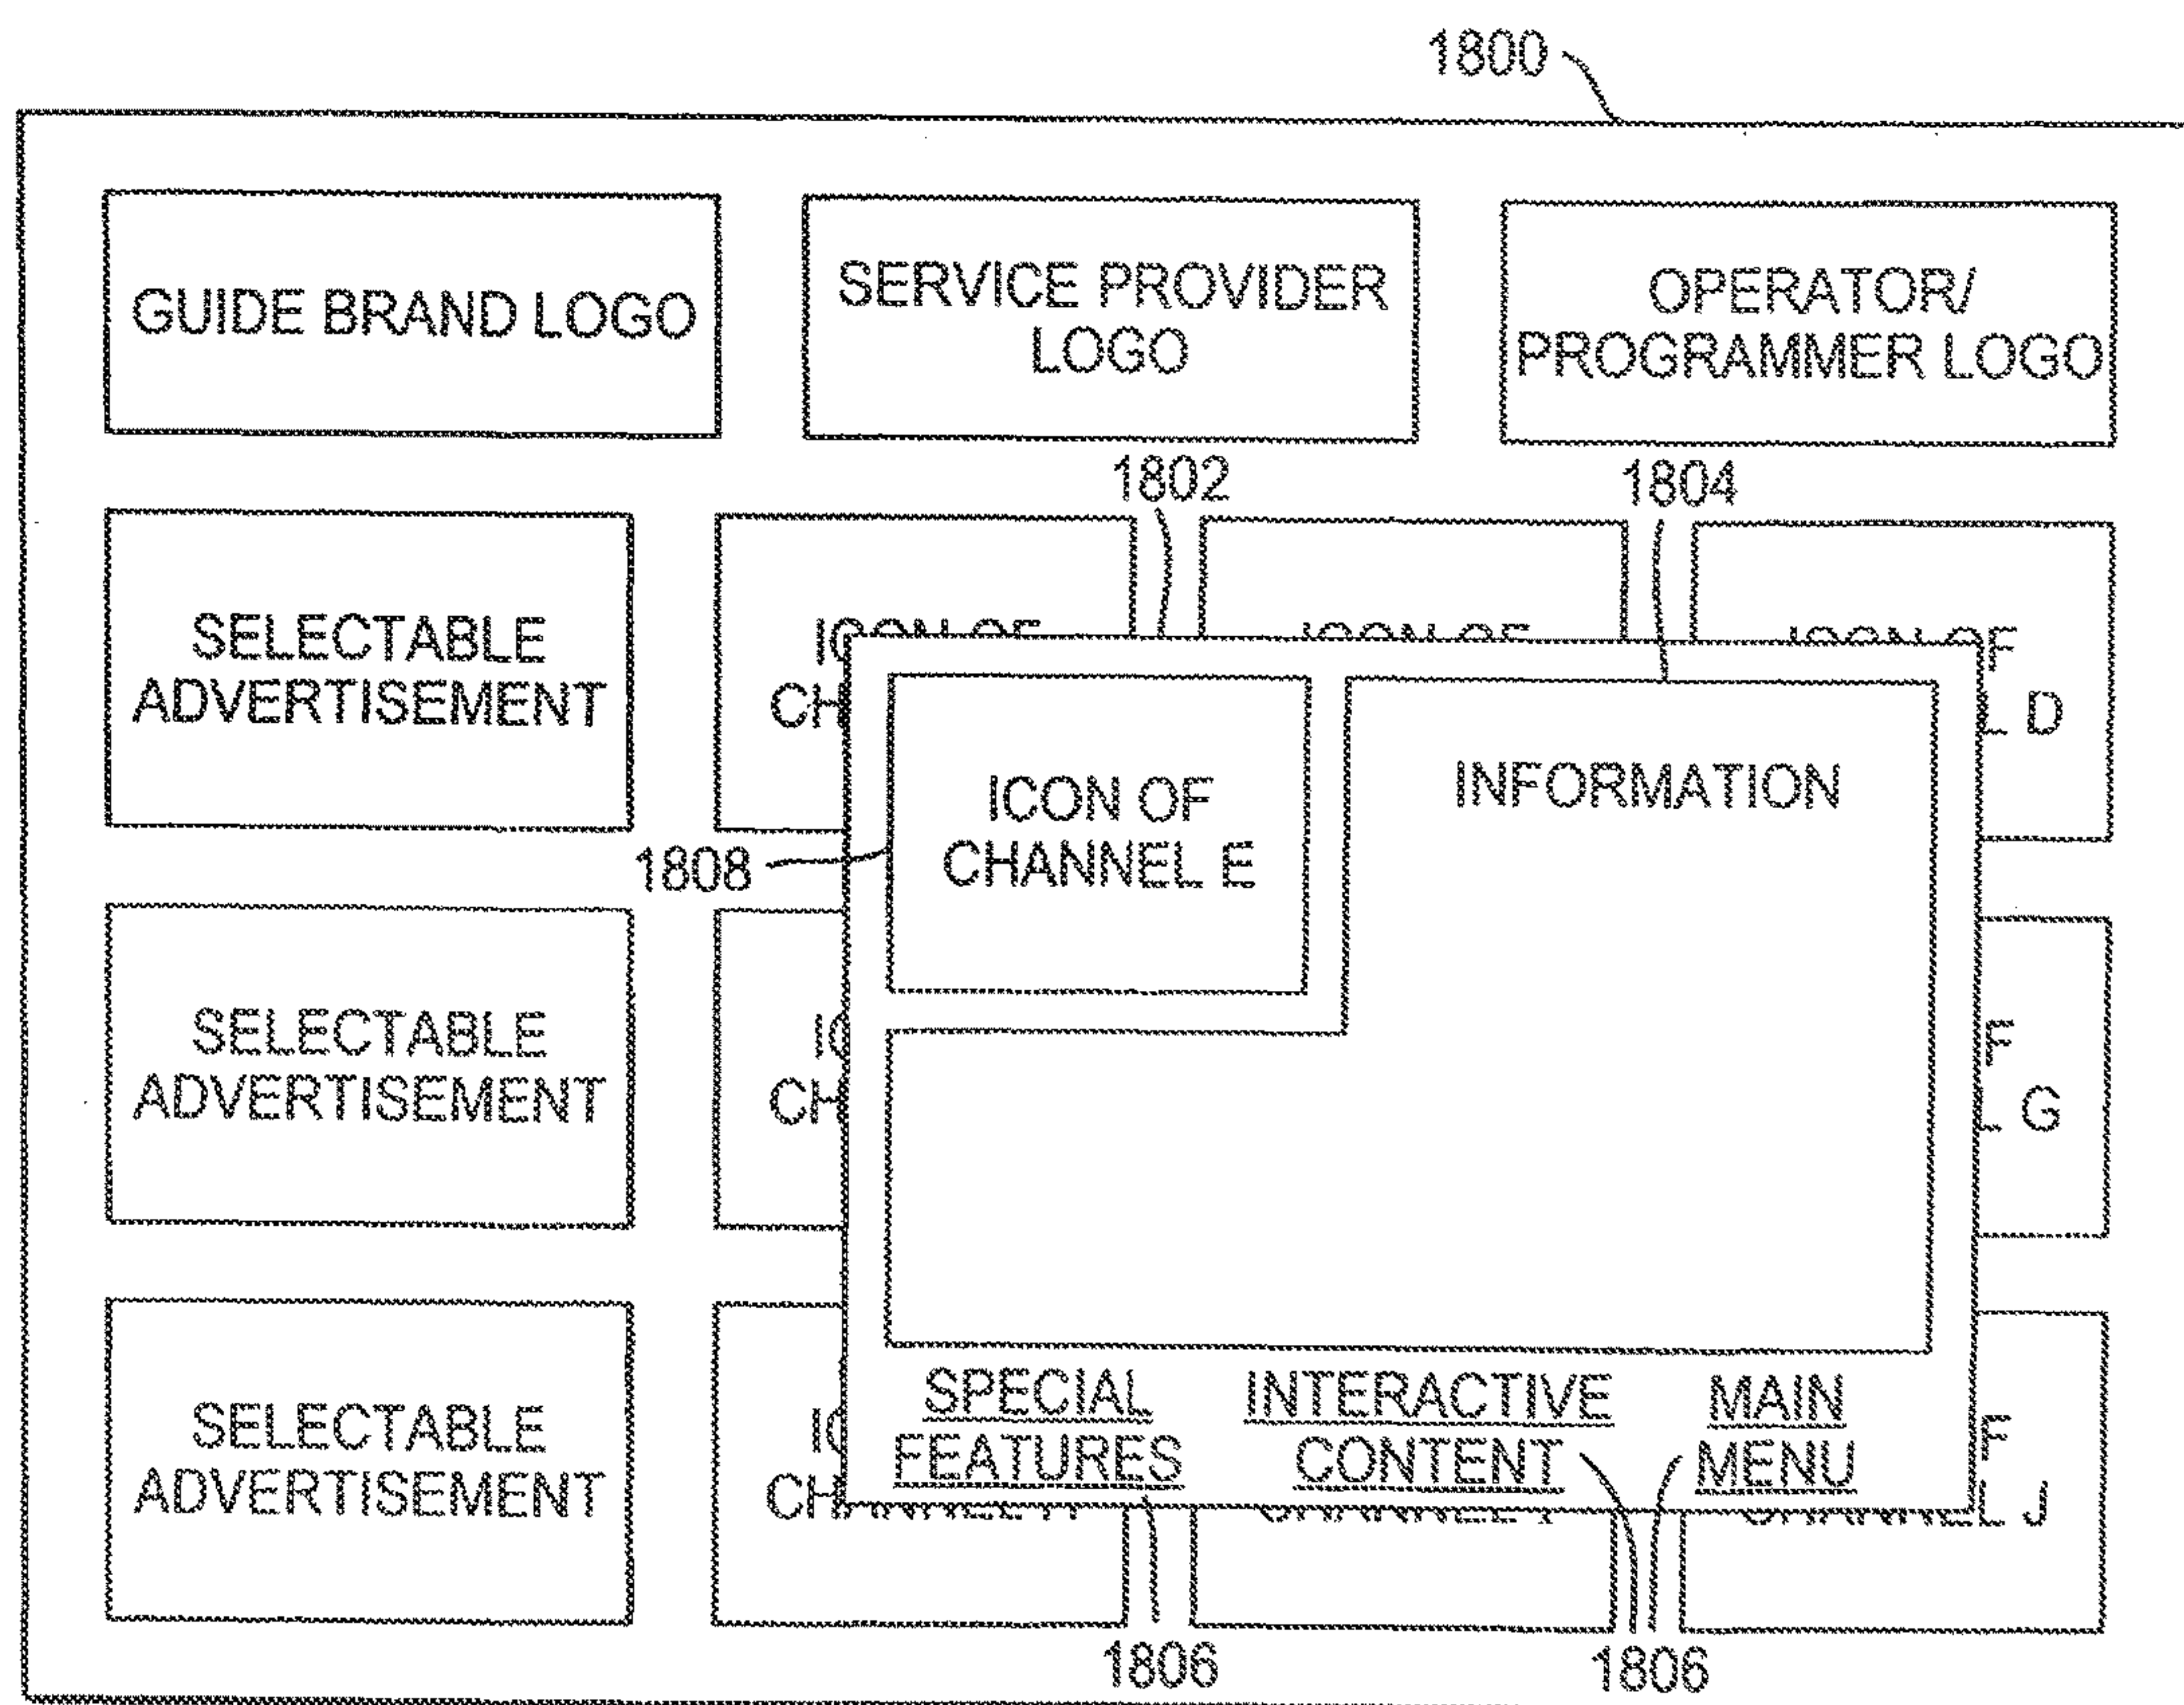 1800
GUIDE BRAND LOGO
SERVICE PROVIDER
LOGO
OPERATOR/
PROGRAMMER LOGO
1802
1804
SELECTABLE
ADVERTISEMENT
L D
ICON OF
CHANNEL E
INFORMATION
1808
SELECTABLE
ADVERTISEMENT
F
L G
SELECTABLE
ADVERTISEMENT
F
L J
SPECIAL
FEATURES
INTERACTIVE
CONTENT
MAIN
MENU
1806
1806